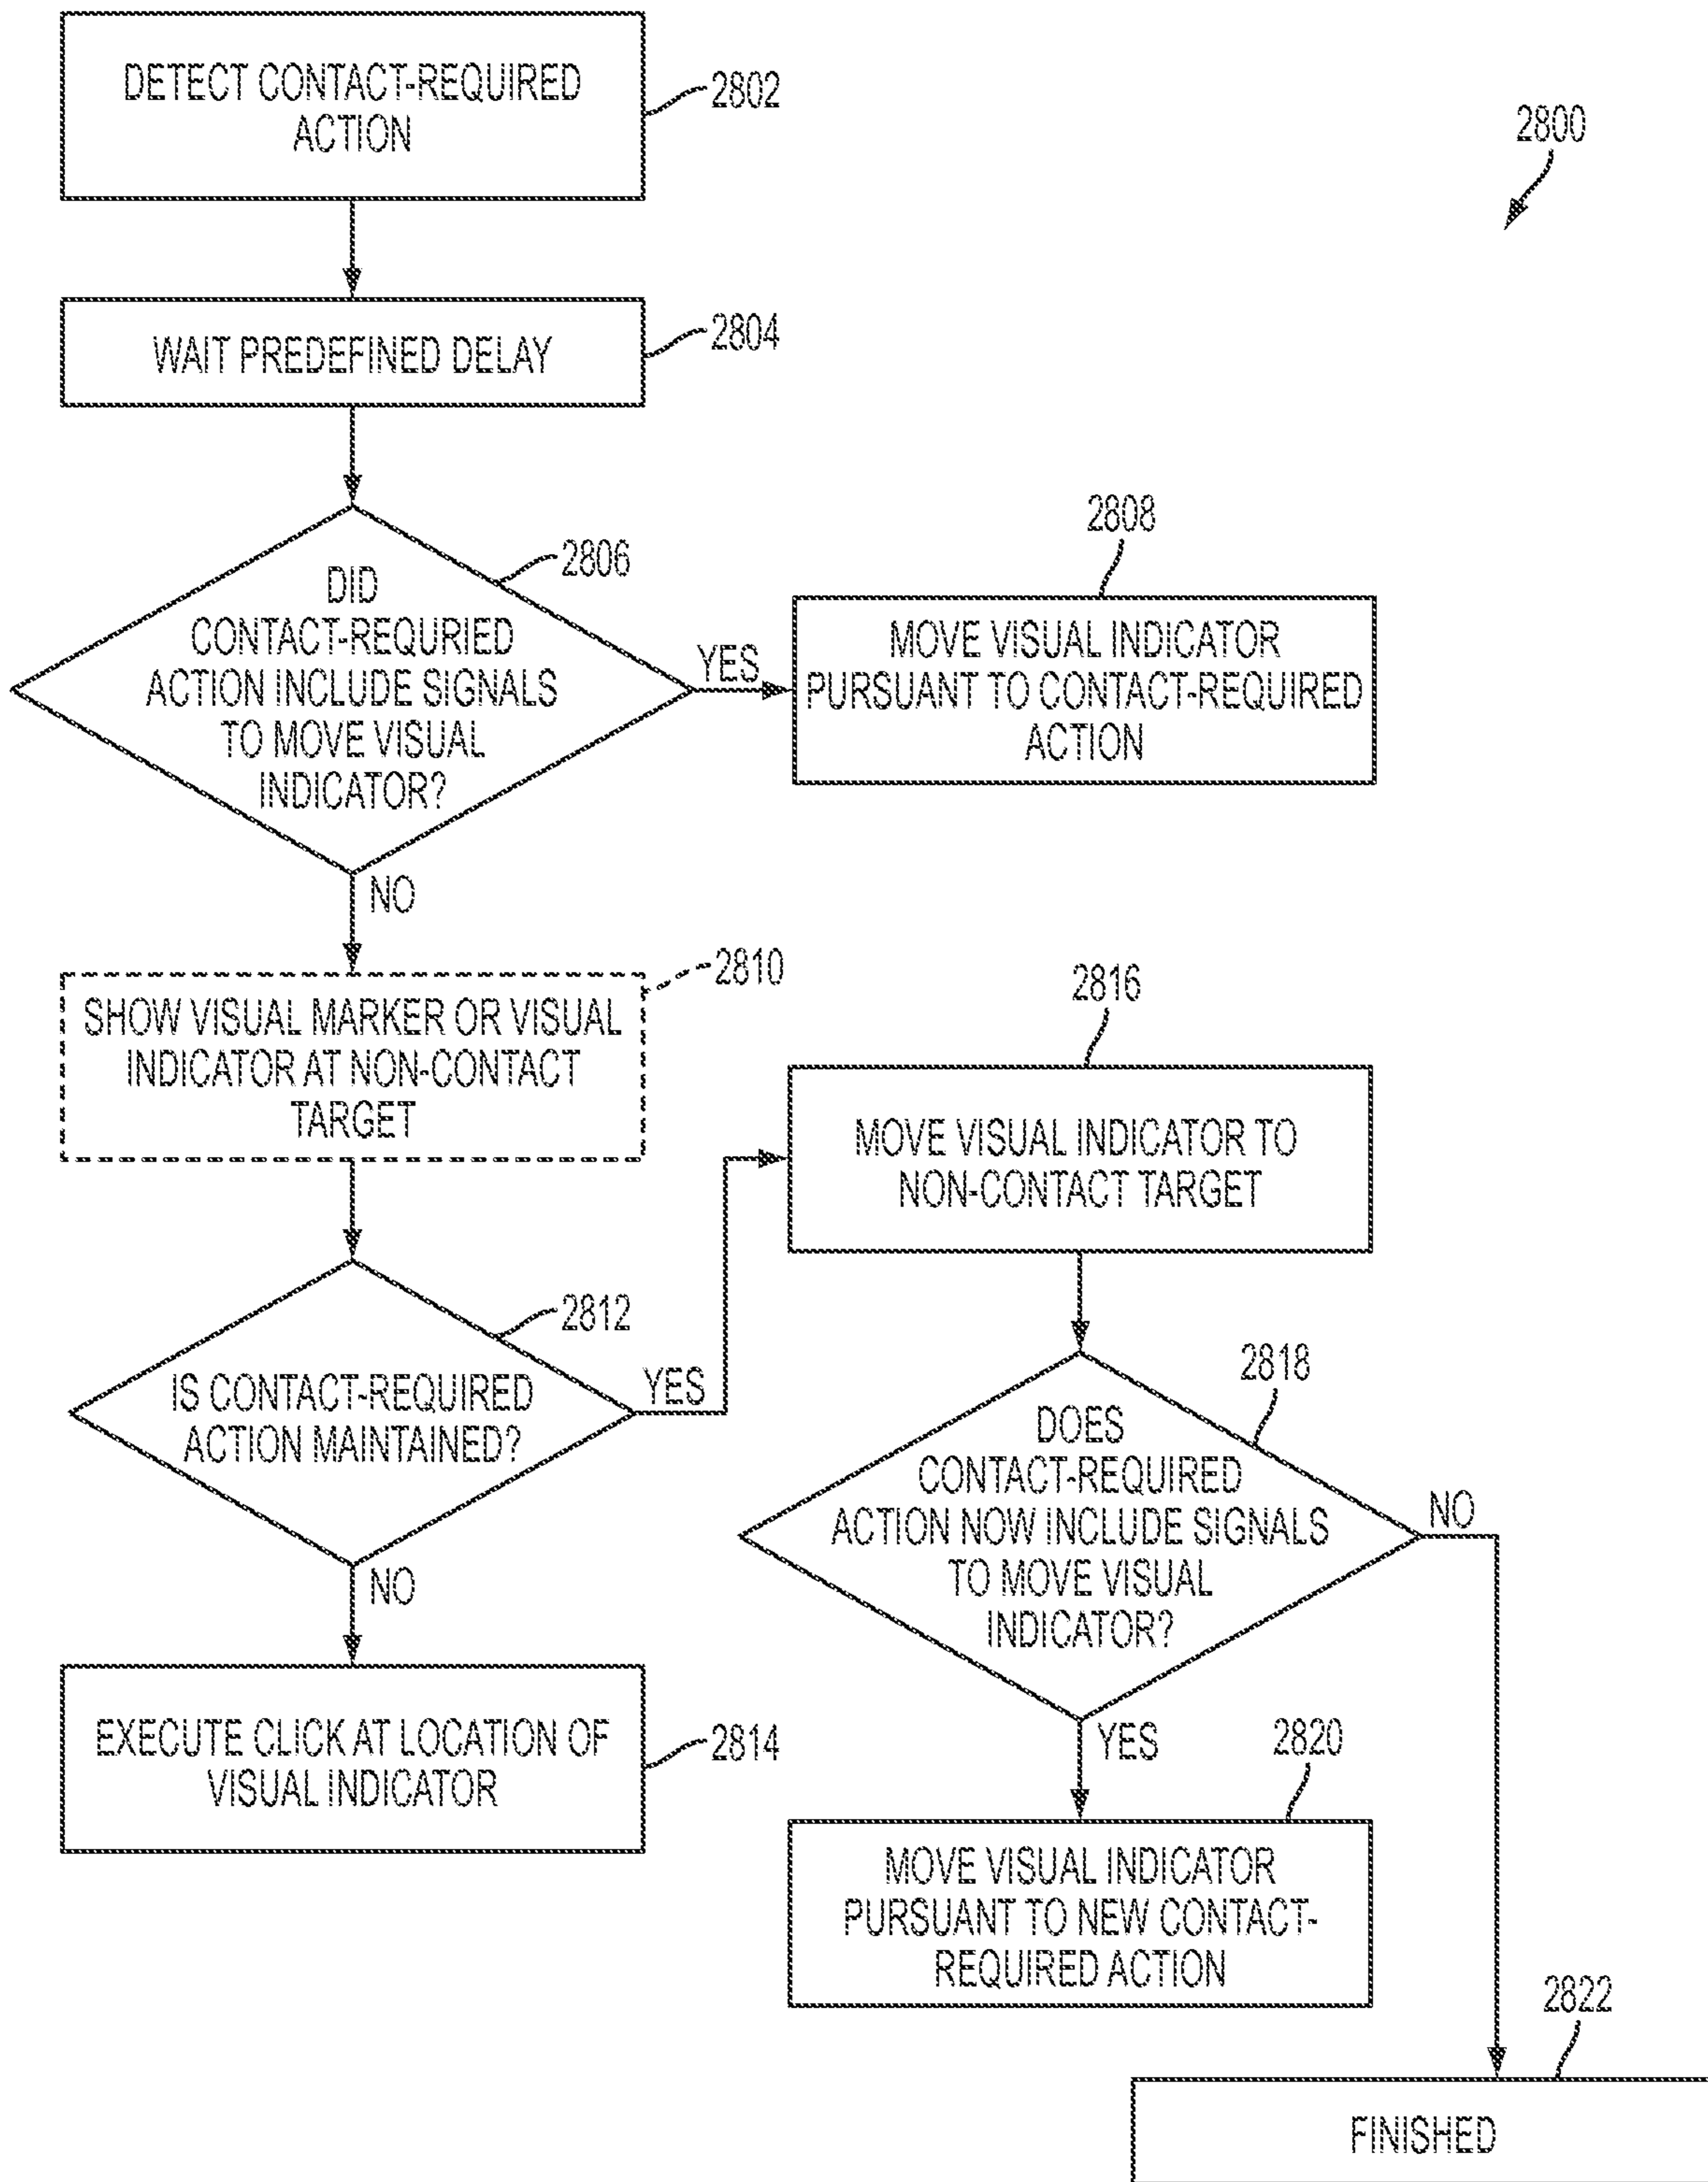 DETECT CONTACT-REQUIRED
ACTION
2802
2800
WAIT PREDEFINED DELAY
2804
DID
CONTACT-REQURIED
ACTION INCLUDE SIGNALS
TO MOVE VISUAL
INDICATOR?
2806
YES
2808
MOVE VISUAL INDICATOR
PURSUANT TO CONTACT-REQUIRED
ACTION
NO
SHOW VISUAL MARKER OR VISUAL
INDICATOR AT NON-CONTACT
TARGET
2810
IS CONTACT-REQUIRED
ACTION MAINTAINED?
2812
YES
NO
EXECUTE CLICK AT LOCATION OF
VISUAL INDICATOR
2814
2816
MOVE VISUAL INDICATOR TO
NON-CONTACT TARGET
2818
DOES
CONTACT-REQUIRED
ACTION NOW INCLUDE SIGNALS
TO MOVE VISUAL
INDICATOR?
NO
YES
2820
MOVE VISUAL INDICATOR
PURSUANT TO NEW CONTACT-
REQUIRED ACTION
2822
FINISHED